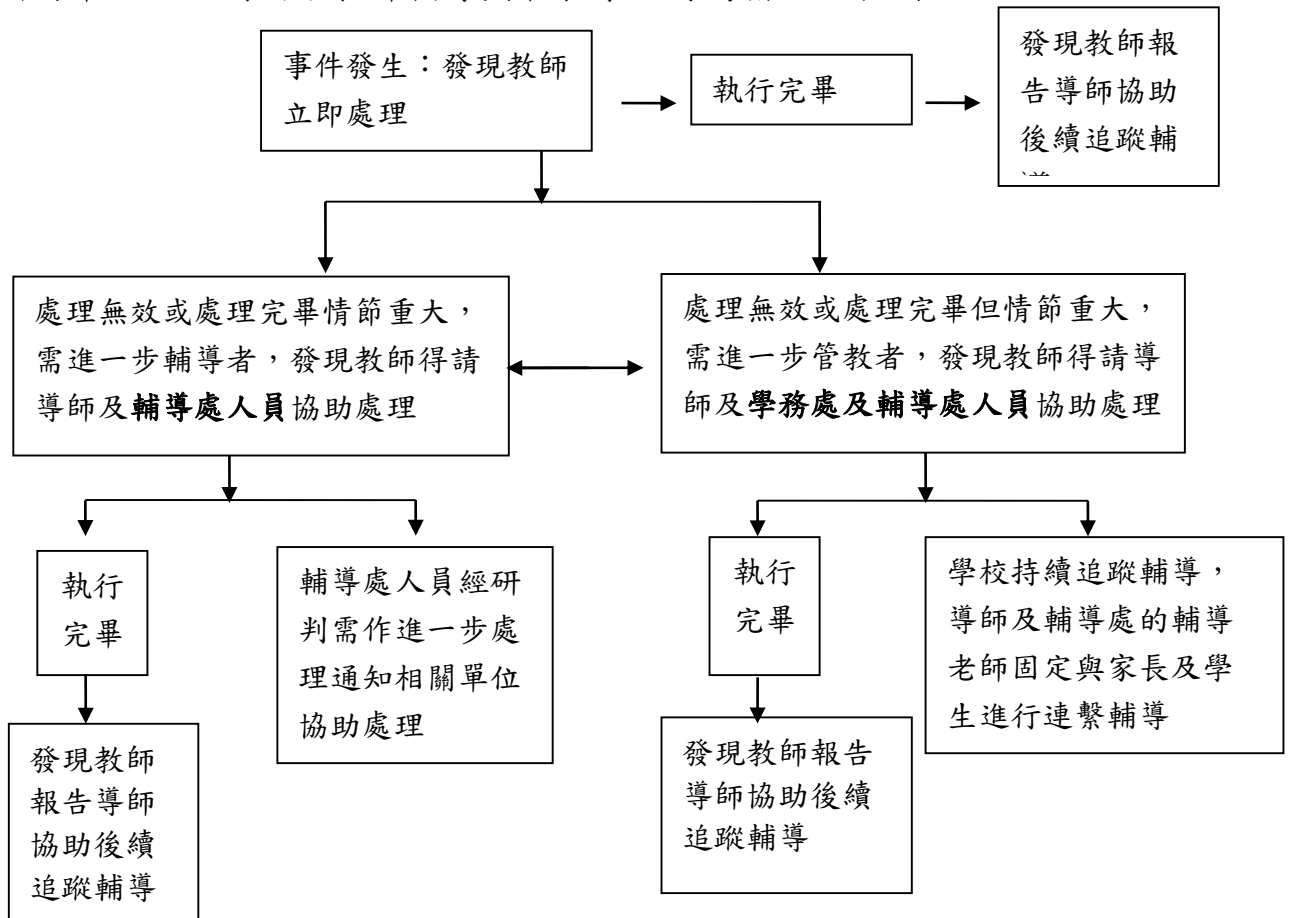 事件發生：發現教師
立即處理
執行完畢
發現教師報
告導師協助
後續追蹤輔
處理無效或處理完畢情節重大，
需進一步輔導者，發現教師得請
導師及輔導處人員協助處理
處理無效或處理完畢但情節重大，
需進一步管教者，發現教師得請導
師及學務處及輔導處人員協助處理
執行
完畢
輔導處人員經研
判需作進一步處
理通知相關單位
協助處理
執行
完畢
學校持續追蹤輔導，
導師及輔導處的輔導
老師固定與家長及學
生進行連繫輔導
發現教師
報告導師
協助後續
追蹤輔導
發現教師報告
導師協助後續
追蹤輔導